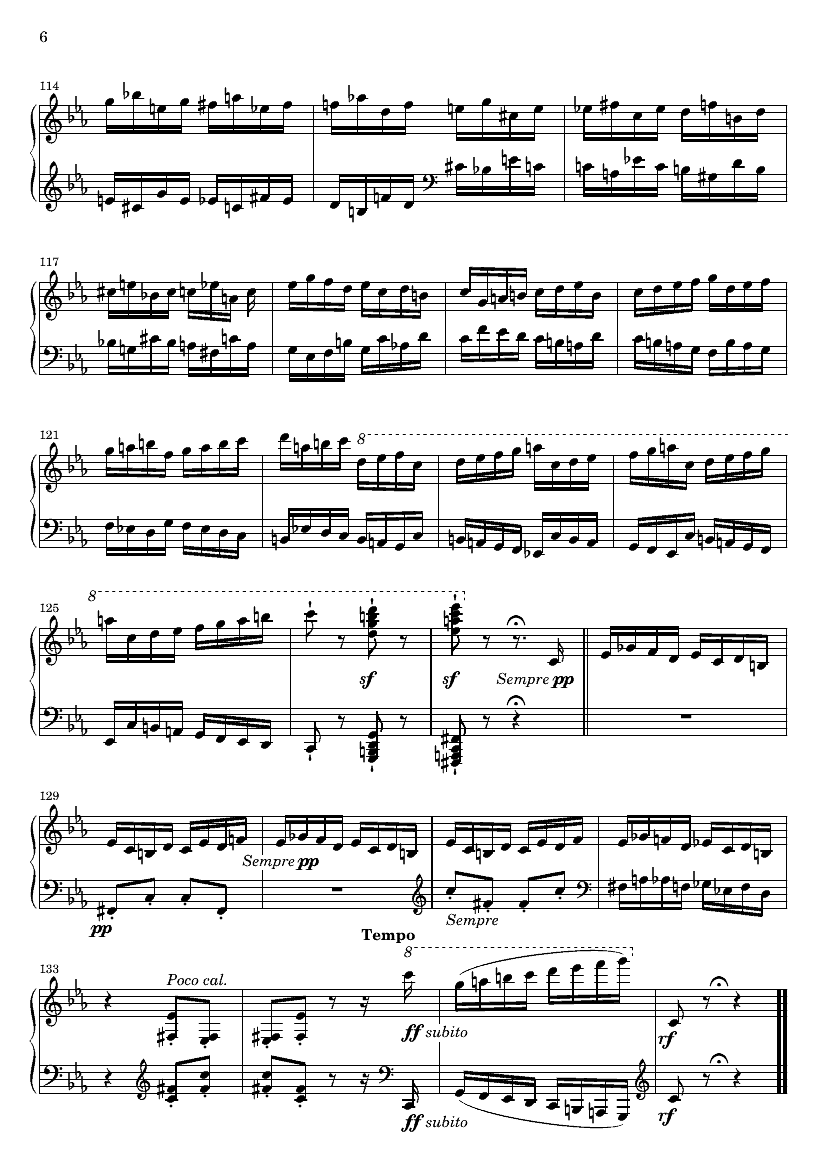 6
114
117
121
8
8
125
sf sf Sempre pp
129
Sempre pp
pp
Sempre
Tempo
8
133
Poco cal.
ff subito
rf
ff subito
rf